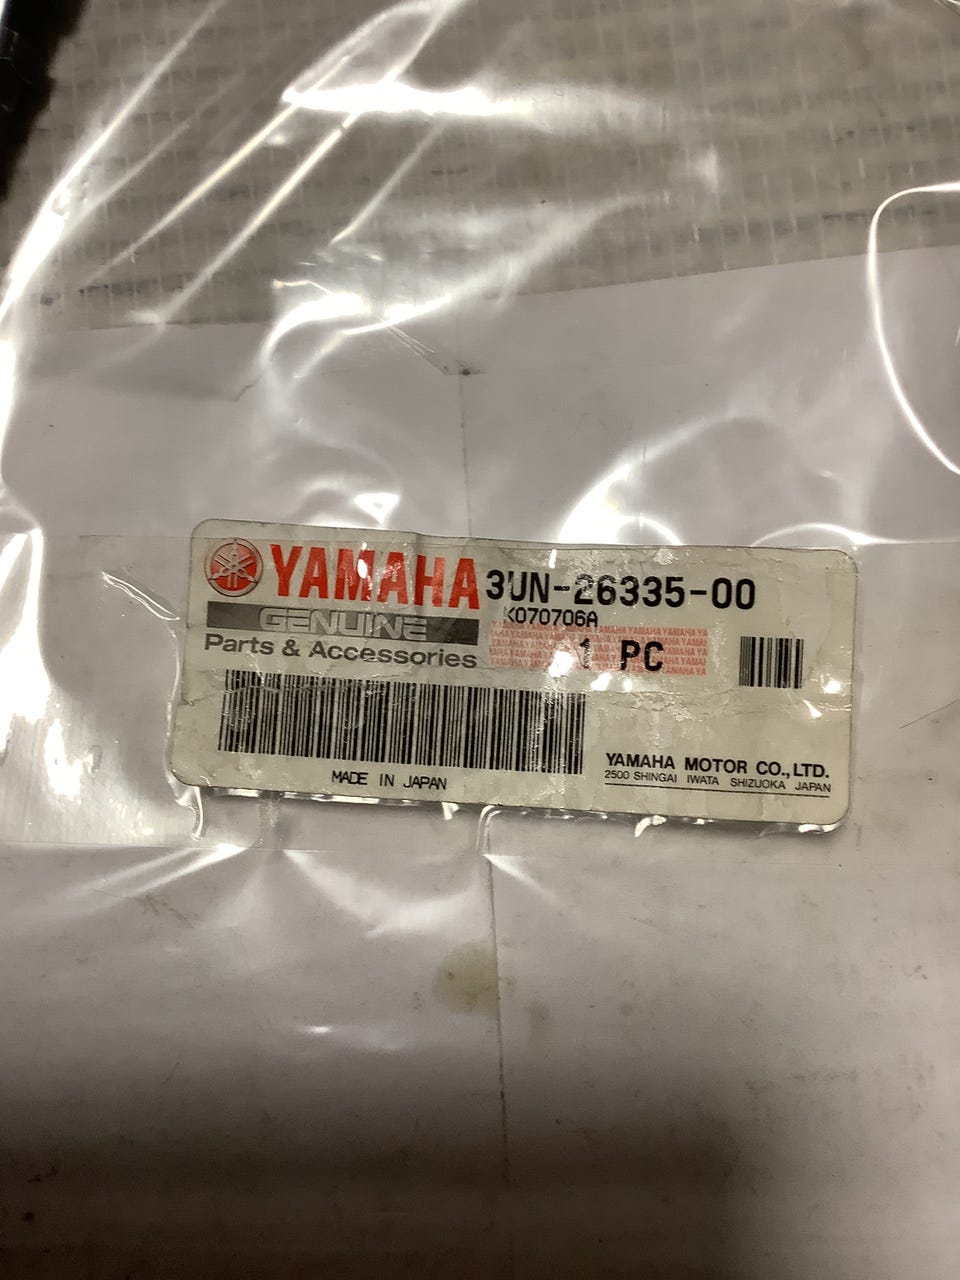 YAMAHA 3UN-26335-00
GENUINE K070706A
Parts & Accessories 1 PC
YAMAHA MOTOR CO.,LTD.
2500 SHINGAI IWATA SHIZUOKA JAPAN
MADE IN JAPAN